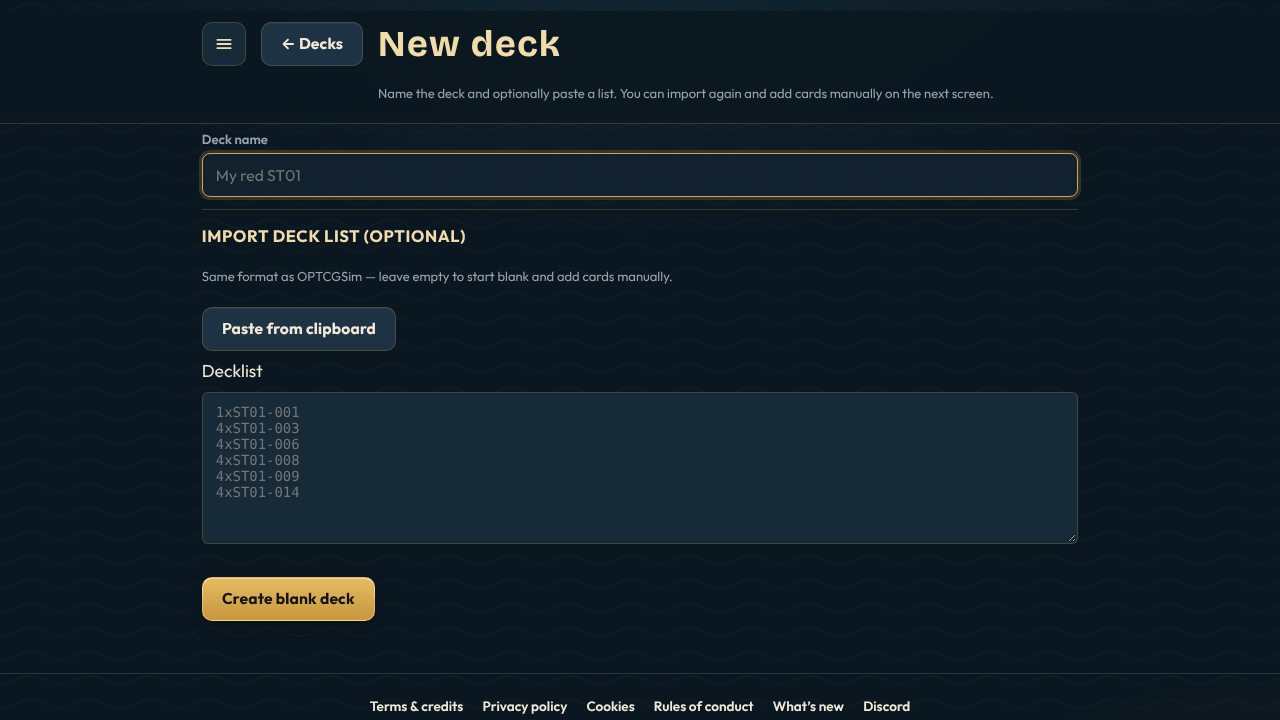 ← Decks
New deck
Name the deck and optionally paste a list. You can import again and add cards manually on the next screen.
Deck name
My red ST01
IMPORT DECK LIST (OPTIONAL)
Same format as OPTCGSim — leave empty to start blank and add cards manually.
Paste from clipboard
Decklist
1xST01-001
4xST01-003
4xST01-006
4xST01-008
4xST01-009
4xST01-014
Create blank deck
Terms & credits Privacy policy Cookies Rules of conduct What's new Discord